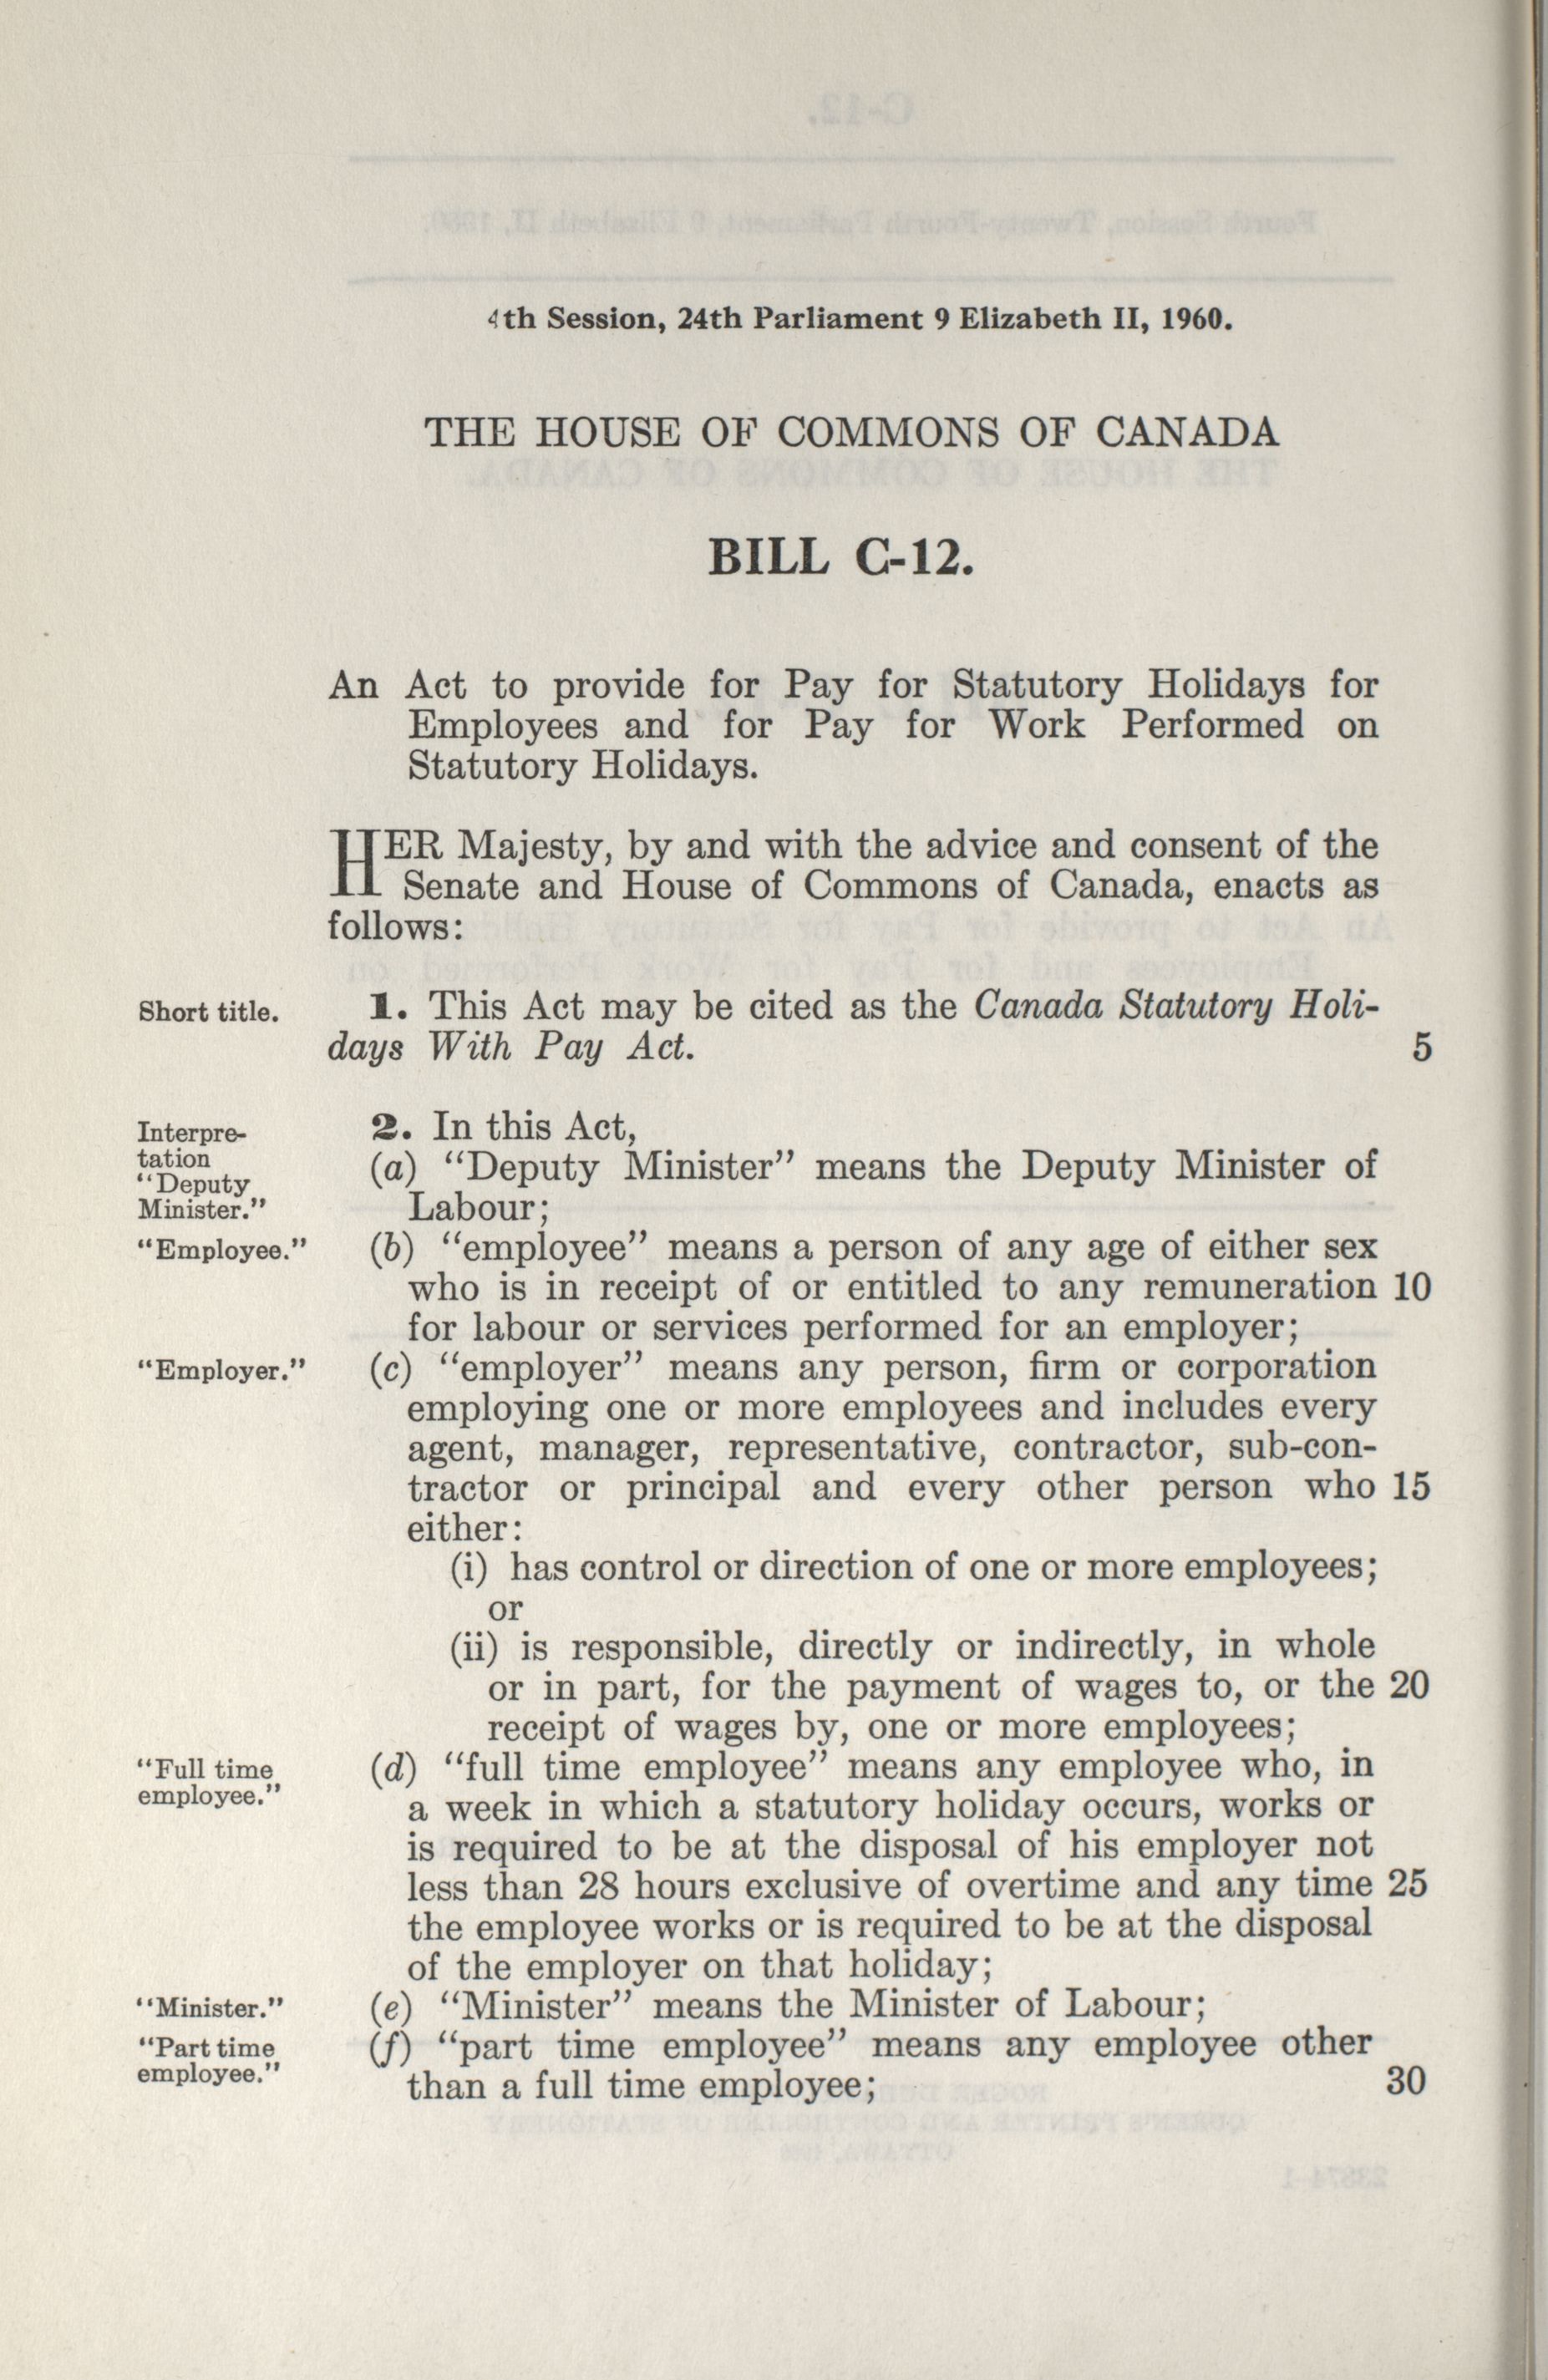 4th Session, 24th Parliament 9 Elizabeth II, 1960.
THE HOUSE OF COMMONS OF CANADA
BILL C-12.
An Act to provide for Pay for Statutory Holidays for
Employees and for Pay for Work Performed on
Statutory Holidays.
HER Majesty, by and with the advice and consent of the
Senate and House of Commons of Canada, enacts as
follows:
Short title.
1. This Act may be cited as the Canada Statutory Holi-
days With Pay Act. 5
Interpre-
tation
“Deputy
Minister.”
2. In this Act,
(a) “Deputy Minister” means the Deputy Minister of
Labour;
“Employee.”
(b) “employee” means a person of any age of either sex
who is in receipt of or entitled to any remuneration 10
for labour or services performed for an employer;
“Employer.”
(c) “employer” means any person, firm or corporation
employing one or more employees and includes every
agent, manager, representative, contractor, sub-con-
tractor or principal and every other person who 15
either:
(i) has control or direction of one or more employees;
or
(ii) is responsible, directly or indirectly, in whole
or in part, for the payment of wages to, or the 20
receipt of wages by, one or more employees;
“Full time
employee.”
(d) “full time employee” means any employee who, in
a week in which a statutory holiday occurs, works or
is required to be at the disposal of his employer not
less than 28 hours exclusive of overtime and any time 25
the employee works or is required to be at the disposal
of the employer on that holiday;
“Minister.”
(e) “Minister” means the Minister of Labour;
“Part time
employee.”
(f) “part time employee” means any employee other
than a full time employee; 30